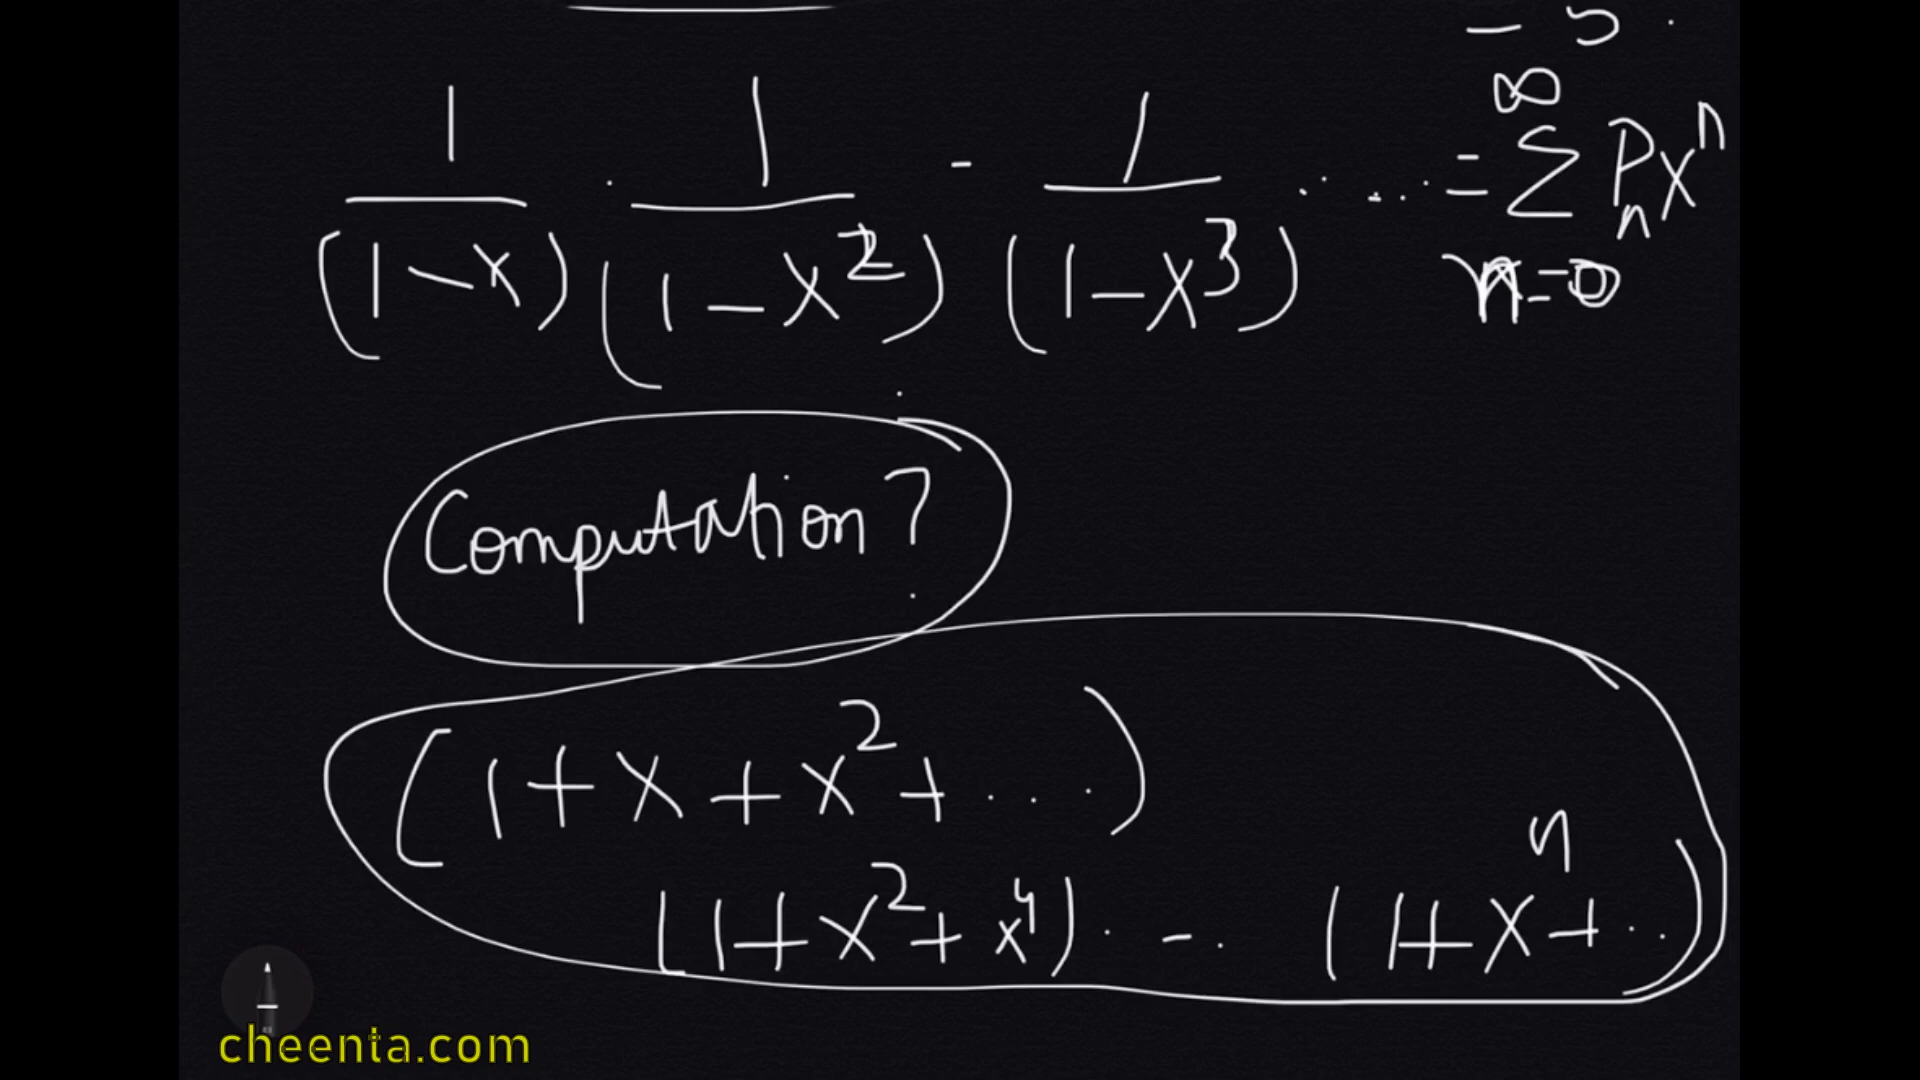 - 5 .
1/(1-x) · 1/(1-x²) - 1/(1-x³) ..... = ∑_{n=0}^{∞} P_n x^n
Computation?
(1+x+x²+...)
(1+x²+x⁴)·-· (1+x^n+..)
cheenta.com